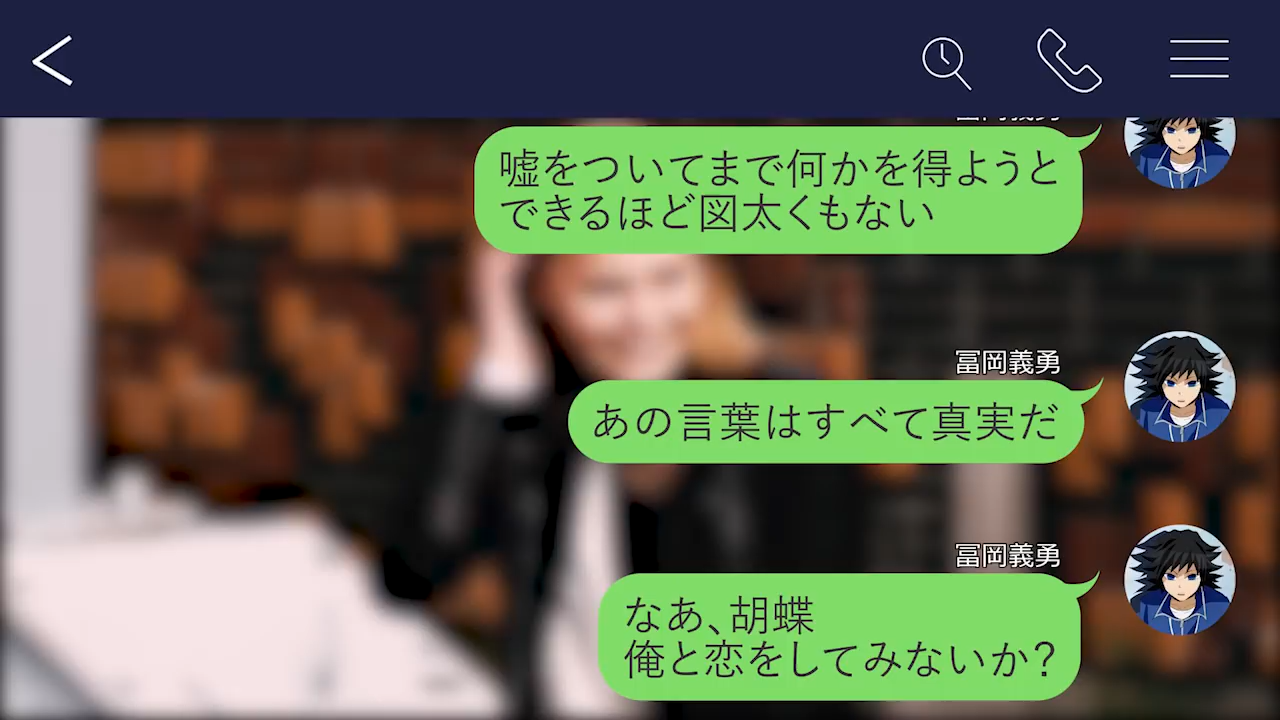 嘘をついてまで何かを得ようと
できるほど図太くもない
冨岡義勇
あの言葉はすべて真実だ
冨岡義勇
なあ、胡蝶
俺と恋をしてみないか?